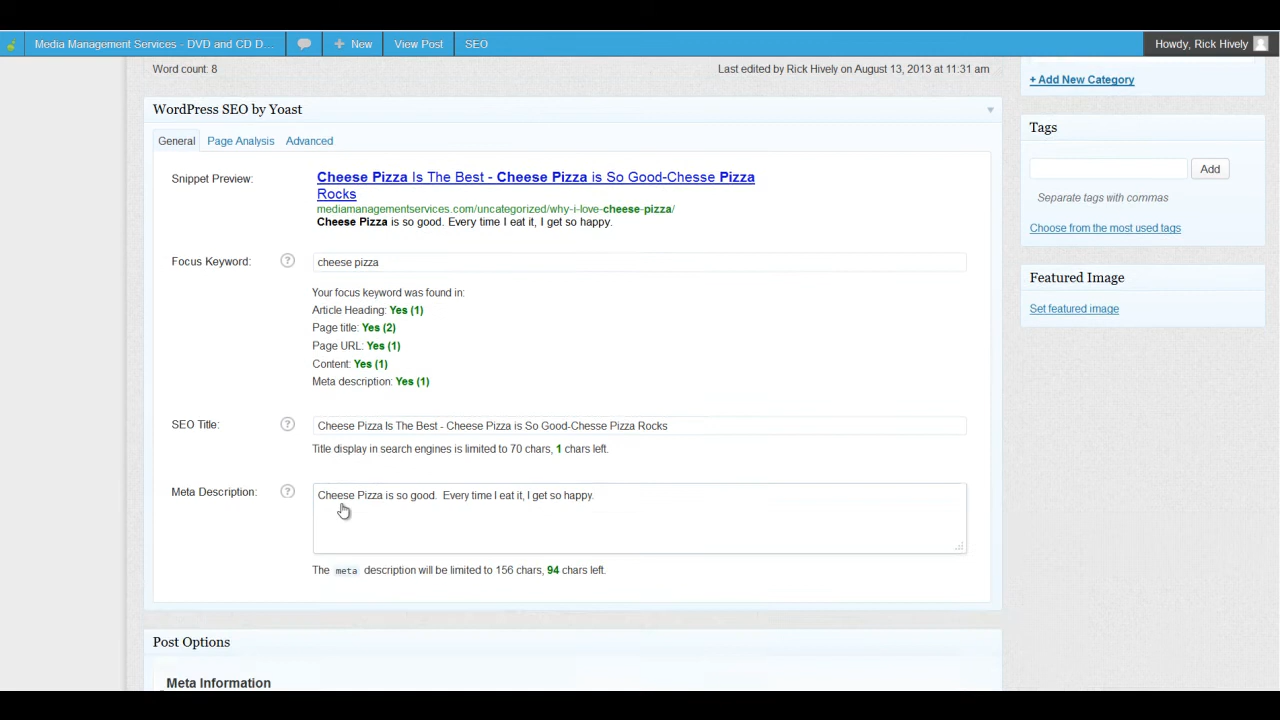 Media Management Services - DVD and CD D... New View Post SEO Howdy, Rick Hively
Word count: 8 Last edited by Rick Hively on August 13, 2013 at 11.31 am
+ Add New Category
WordPress SEO by Yoast
General Page Analysis Advanced
Snippet Preview:
Cheese Pizza Is The Best - Cheese Pizza is So Good-Chesse Pizza
Rocks
mediamanagementservices.com/uncategorized/why-i-love-cheese-pizza/
Cheese Pizza is so good. Every time I eat it, I get so happy.
Focus Keyword: ? cheese pizza
Your focus keyword was found in:
Article Heading: Yes (1)
Page title: Yes (2)
Page URL: Yes (1)
Content: Yes (1)
Meta description: Yes (1)
SEO Title: ? Cheese Pizza Is The Best - Cheese Pizza is So Good-Chesse Pizza Rocks
Title display in search engines is limited to 70 chars, 1 chars left.
Meta Description: ? Cheese Pizza is so good. Every time I eat it, I get so happy.
The meta description will be limited to 156 chars, 94 chars left.
Post Options
Meta Information
Tags
Add
Separate tags with commas
Choose from the most used tags
Featured Image
Set featured image